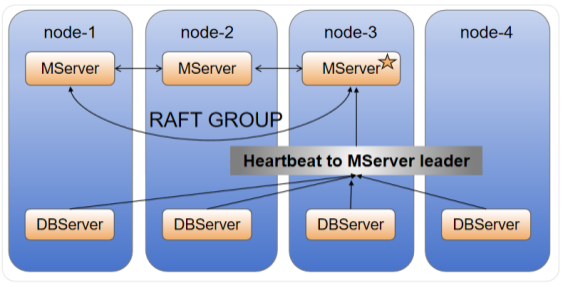 node-1
node-2
node-3
node-4
MServer
MServer
MServer
RAFT GROUP
Heartbeat to MServer leader
DBServer
DBServer
DBServer
DBServer